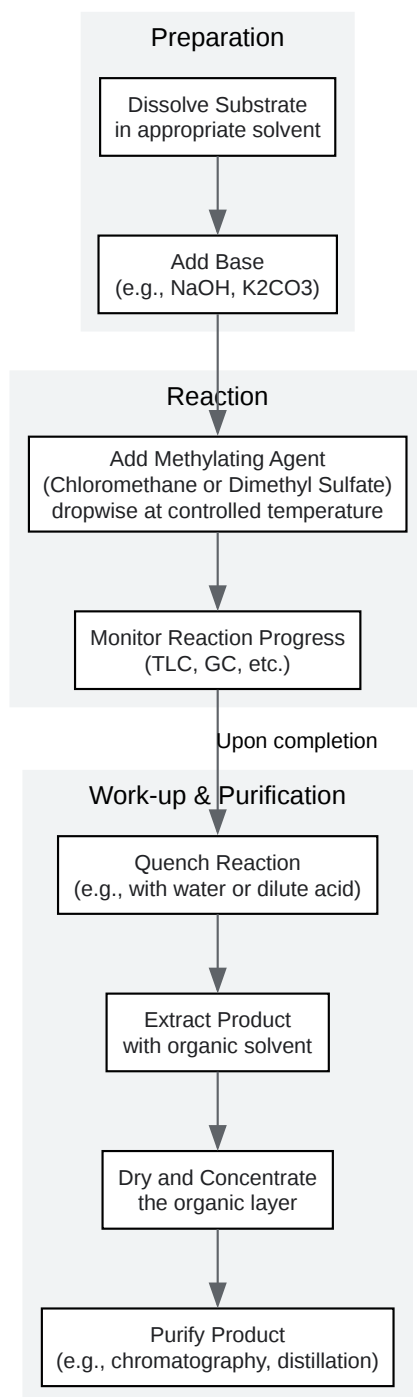 Preparation
Dissolve Substrate
in appropriate solvent
Add Base
(e.g., NaOH, K2CO3)
Reaction
Add Methylating Agent
(Chloromethane or Dimethyl Sulfate)
dropwise at controlled temperature
Monitor Reaction Progress
(TLC, GC, etc.)
Upon completion
Work-up & Purification
Quench Reaction
(e.g., with water or dilute acid)
Extract Product
with organic solvent
Dry and Concentrate
the organic layer
Purify Product
(e.g., chromatography, distillation)